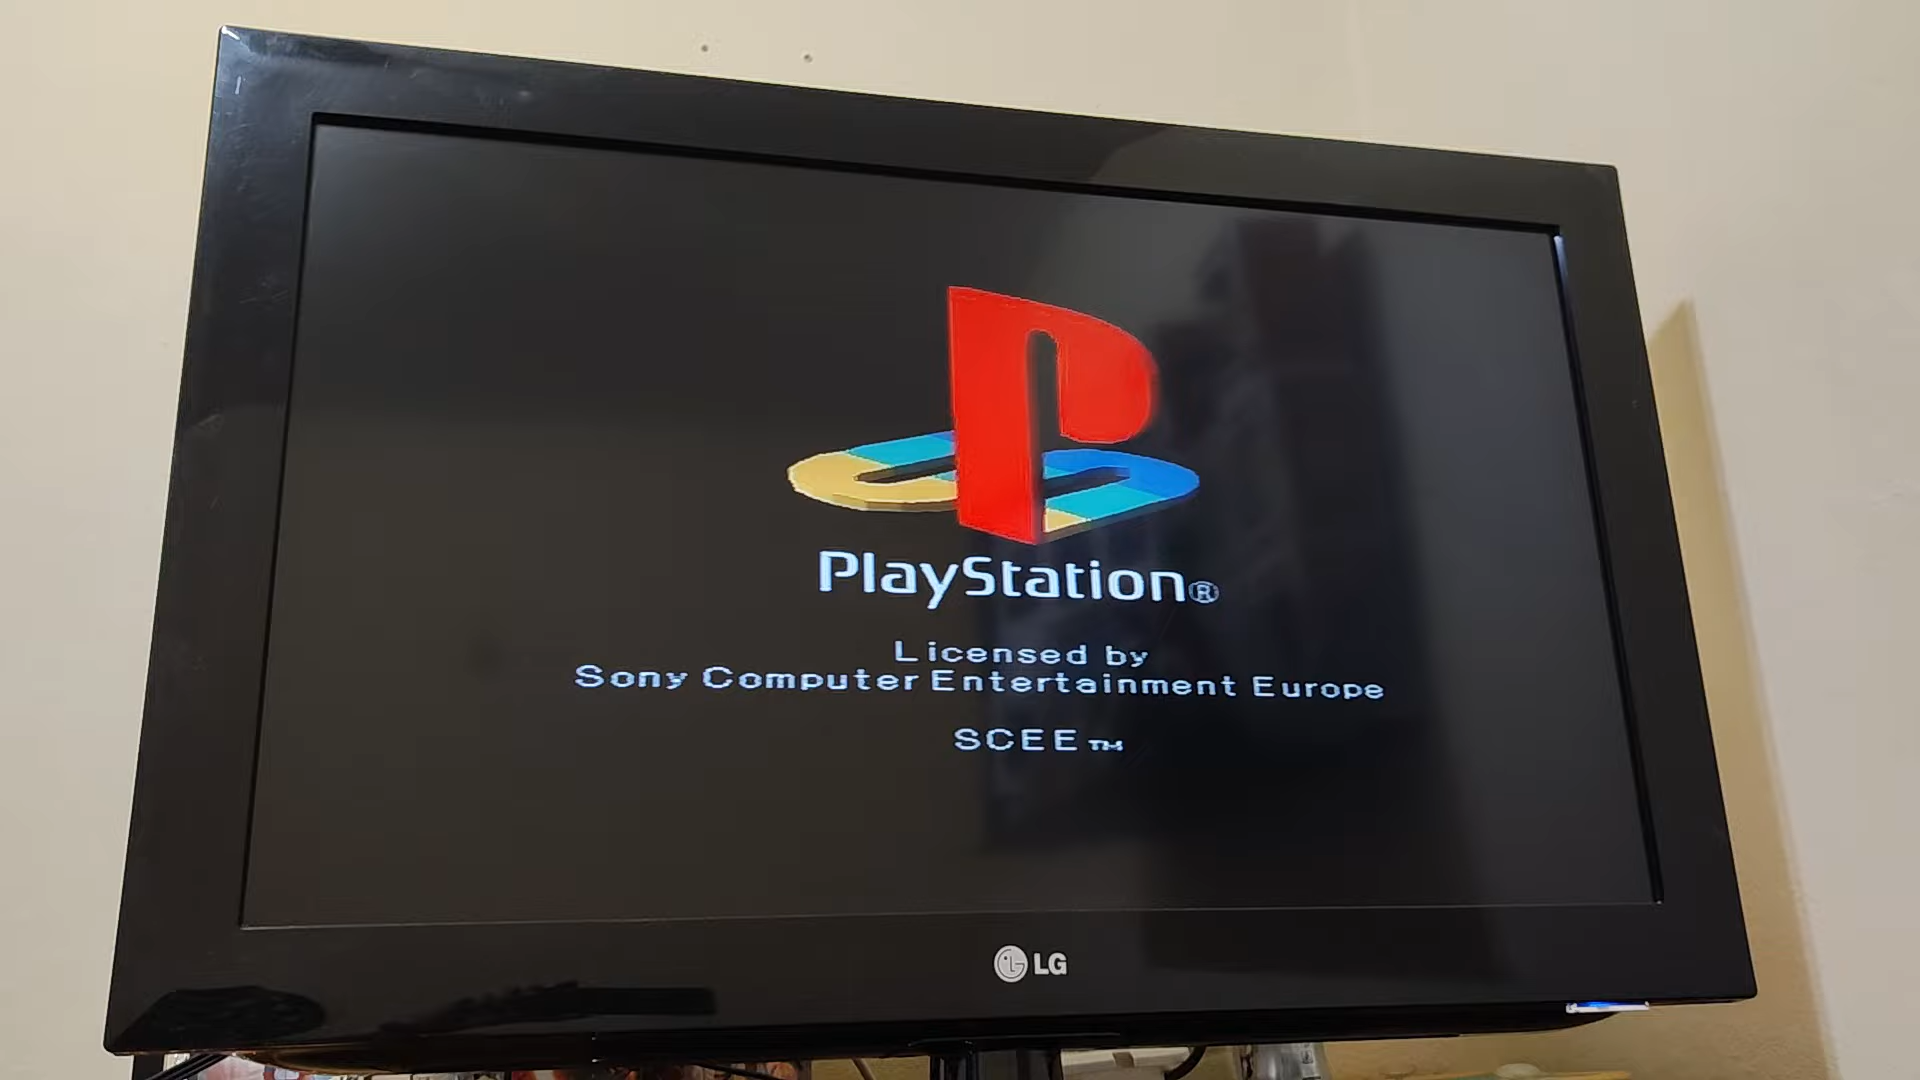 PlayStation®
Licensed by
Sony Computer Entertainment Europe
SCEE™
LG